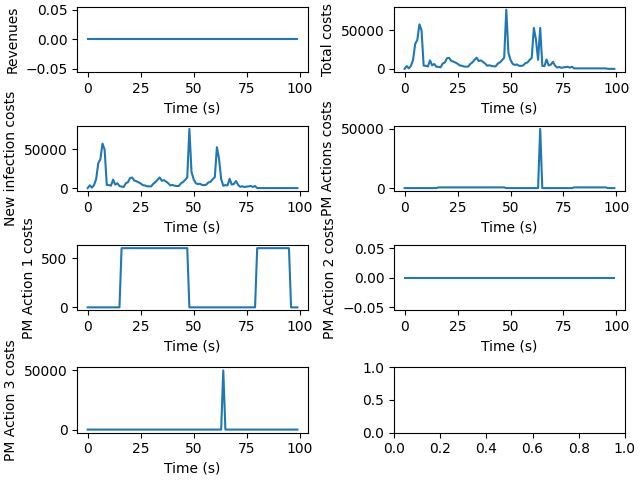 Revenues
0.05
0.00
−0.05
0 25 50 75 100
Time (s)
Total costs
50000
0
0 25 50 75 100
Time (s)
New infection costs
50000
0
0 25 50 75 100
Time (s)
PM Actions costs
50000
0
0 25 50 75 100
Time (s)
PM Action 1 costs
500
0
0 25 50 75 100
Time (s)
PM Action 2 costs
0.05
0.00
−0.05
0 25 50 75 100
Time (s)
PM Action 3 costs
50000
0
0 25 50 75 100
Time (s)
1.0
0.5
0.0
0.0 0.2 0.4 0.6 0.8 1.0